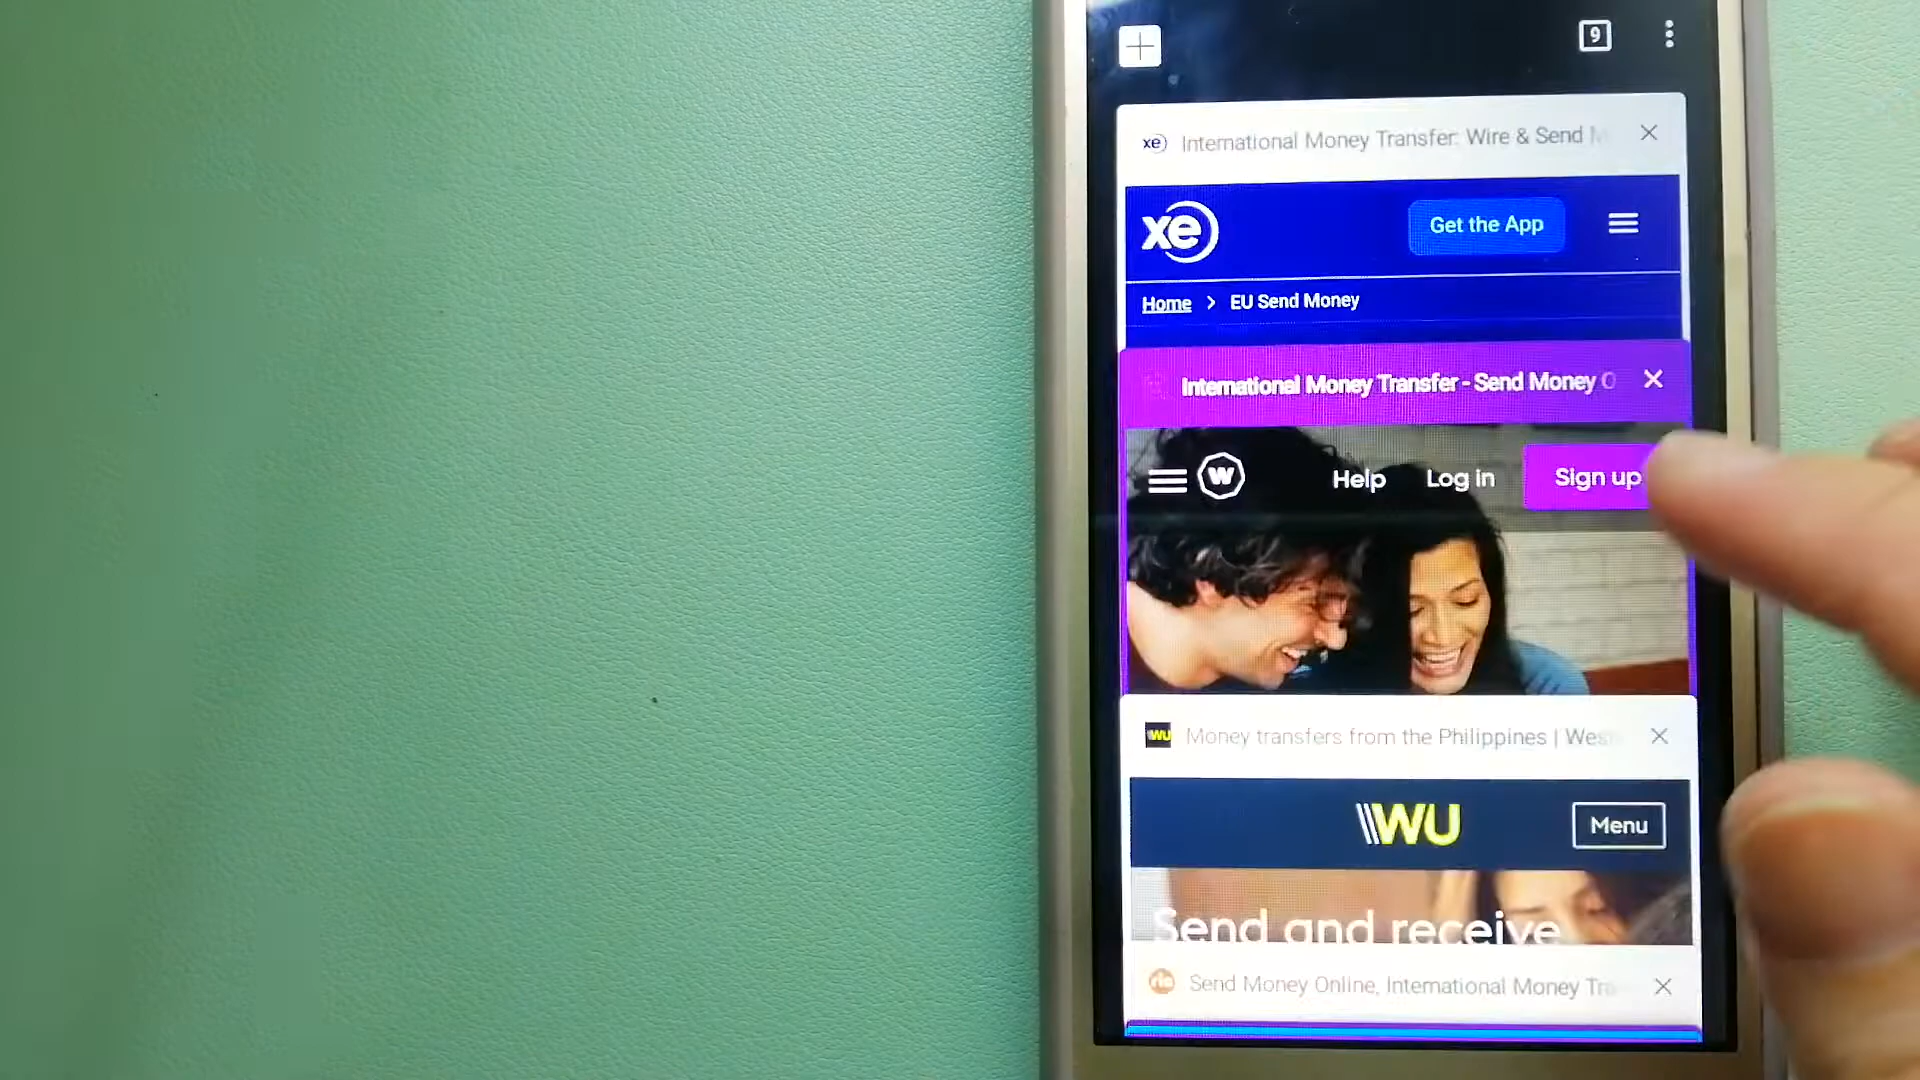 9
xe International Money Transfer: Wire & Send
xe
Get the App
Home > EU Send Money
International Money Transfer - Send Money O
W Help Log in Sign up
WU Money transfers from the Philippines | Wes
WU
Menu
Send and receive
ria Send Money Online, International Money Tra